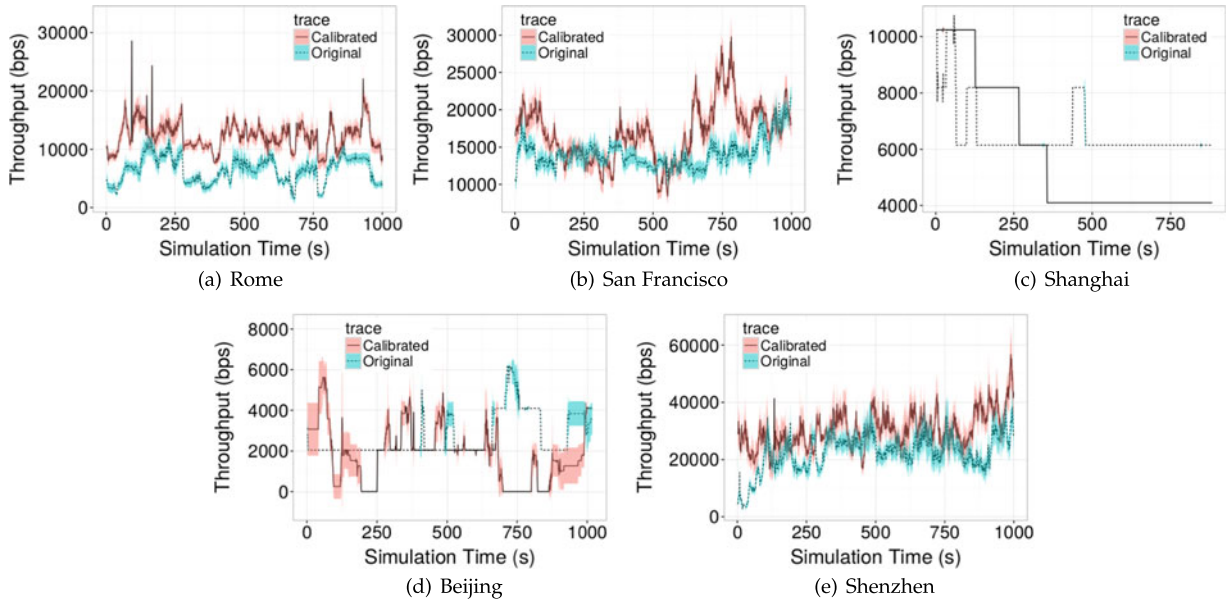 trace
Calibrated
Original
30000
20000
10000
0
Throughput (bps)
0 250 500 750 1000
Simulation Time (s)
(a) Rome
trace
Calibrated
Original
30000
25000
20000
15000
10000
Throughput (bps)
0 250 500 750 1000
Simulation Time (s)
(b) San Francisco
trace
Calibrated
Original
10000
8000
6000
4000
Throughput (bps)
0 250 500 750
Simulation Time (s)
(c) Shanghai
trace
Calibrated
Original
8000
6000
4000
2000
0
Throughput (bps)
0 250 500 750 1000
Simulation Time (s)
(d) Beijing
trace
Calibrated
Original
60000
40000
20000
0
Throughput (bps)
0 250 500 750 1000
Simulation Time (s)
(e) Shenzhen